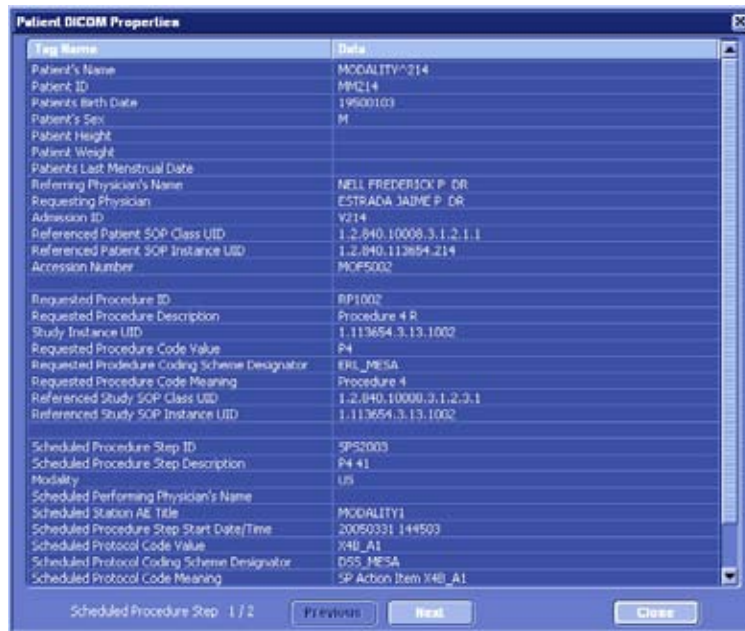 Patient DICOM Properties
Tag Name Data
Patient's Name MODALITY^214
Patient ID MM214
Patients Birth Date 19500103
Patient's Sex M
Patient Height
Patient Weight
Patients Last Menstrual Date
Referring Physician's Name NELL FREDERICK P DR
Requesting Physician ESTRADA JAIME P DR
Admission ID V214
Referenced Patient SOP Class UID 1.2.840.10008.3.1.2.1.1
Referenced Patient SOP Instance UID 1.2.840.113654.214
Accession Number MOF5002
Requested Procedure ID RP1002
Requested Procedure Description Procedure 4 R
Study Instance UID 1.113654.3.13.1002
Requested Procedure Code Value P4
Requested Prodedure Coding Scheme Designator ERL_MESA
Requested Procedure Code Meaning Procedure 4
Referenced Study SOP Class UID 1.2.840.10008.3.1.2.3.1
Referenced Study SOP Instance UID 1.113654.3.13.1002
Scheduled Procedure Step ID SPS2003
Scheduled Procedure Step Description P4 41
Modality US
Scheduled Performing Physician's Name
Scheduled Station AE Title MODALITY1
Scheduled Procedure Step Start Date/Time 20050331 144503
Scheduled Protocol Code Value X4B_A1
Scheduled Protocol Coding Scheme Designator DSS_MESA
Scheduled Protocol Code Meaning SP Action Item X4B_A1
Scheduled Procedure Step 1 / 2 Previous Next Close